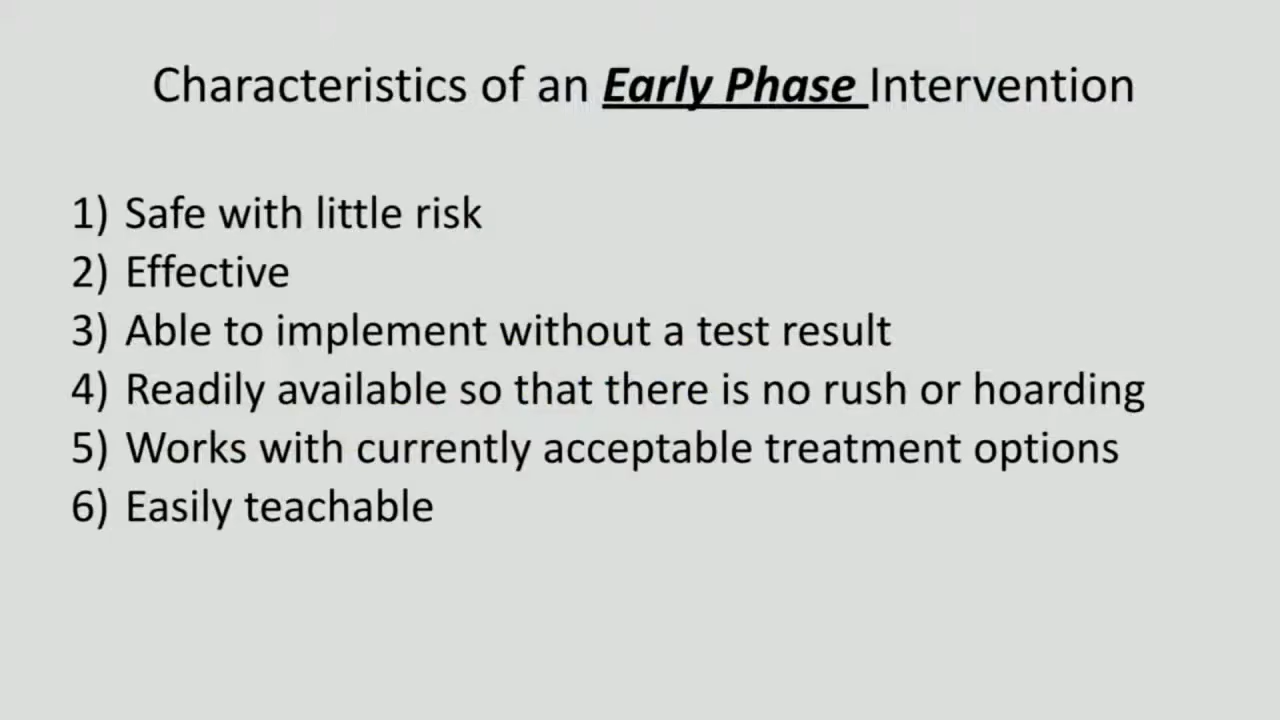 Characteristics of an Early Phase Intervention
1) Safe with little risk
2) Effective
3) Able to implement without a test result
4) Readily available so that there is no rush or hoarding
5) Works with currently acceptable treatment options
6) Easily teachable